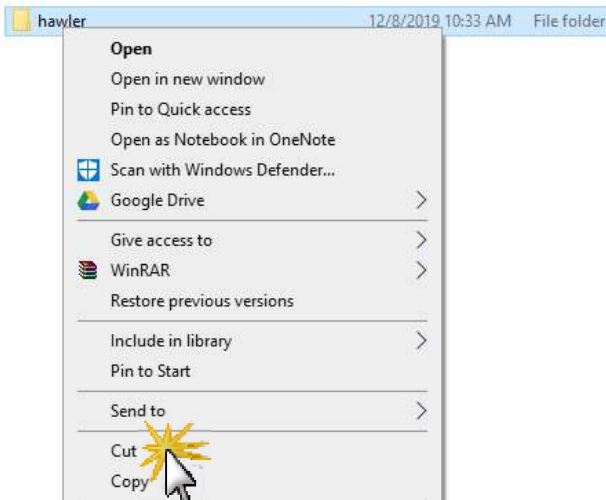 hawler 12/8/2019 10:33 AM File folder
Open
Open in new window
Pin to Quick access
Open as Notebook in OneNote
Scan with Windows Defender...
Google Drive
Give access to
WinRAR
Restore previous versions
Include in library
Pin to Start
Send to
Cut
Copy